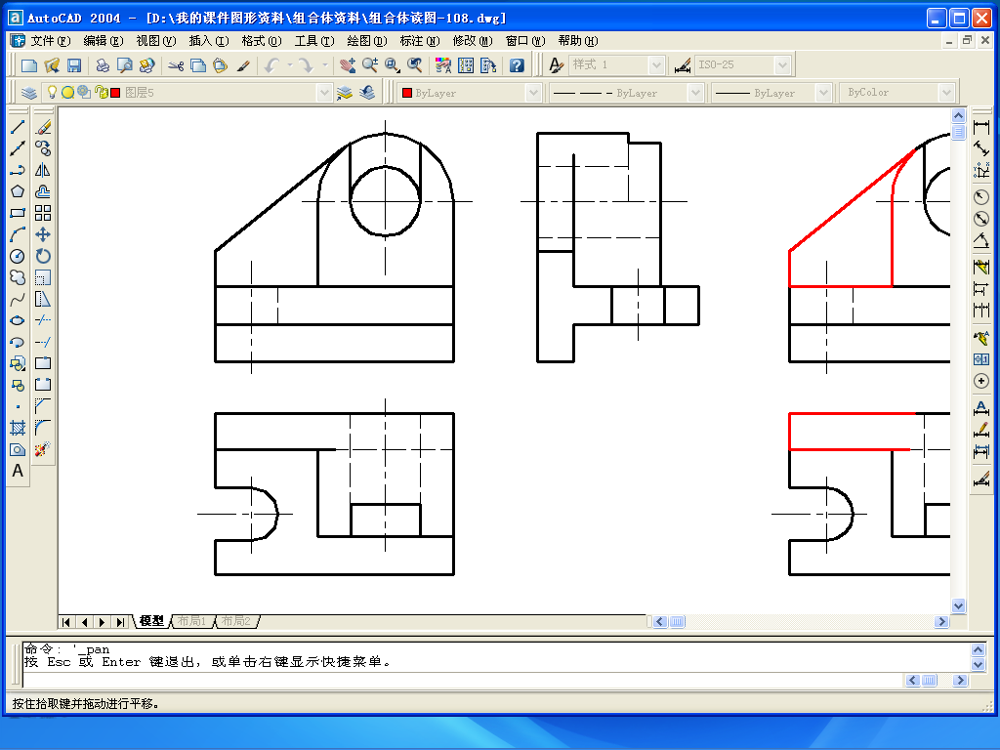 AutoCAD 2004 - [D:\我的课件图形资料\组合体资料\组合体读图-108.dwg]
文件(F) 编辑(E) 视图(V) 插入(I) 格式(O) 工具(T) 绘图(D) 标注(N) 修改(M) 窗口(W) 帮助(H)
样式 1 ISO-25
图层5 ByLayer ByLayer ByLayer ByColor
A
模型 布局1 布局2
命令: '_pan
按 Esc 或 Enter 键退出，或单击右键显示快捷菜单。
按住拾取键并拖动进行平移。